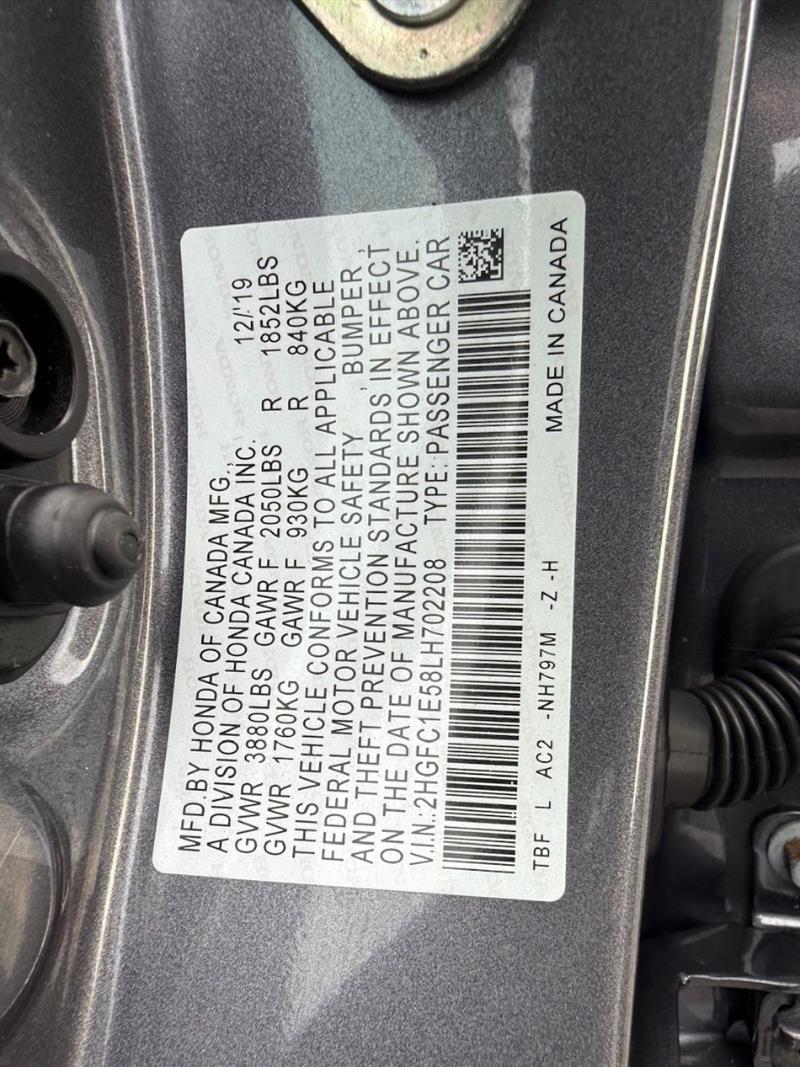 MFD.BY HONDA OF CANADA MFG.,
A DIVISION OF HONDA CANADA INC. 12/'19
GVWR 3880LBS GAWR F 2050LBS R 1852LBS
GVWR 1760KG GAWR F 930KG R 840KG
THIS VEHICLE CONFORMS TO ALL APPLICABLE
FEDERAL MOTOR VEHICLE SAFETY , BUMPER ,
AND THEFT PREVENTION STANDARDS IN EFFECT
ON THE DATE OF MANUFACTURE SHOWN ABOVE.
V.I.N.:2HGFC1E58LH702208 TYPE: PASSENGER CAR
TBF L AC2 -NH797M -Z -H MADE IN CANADA